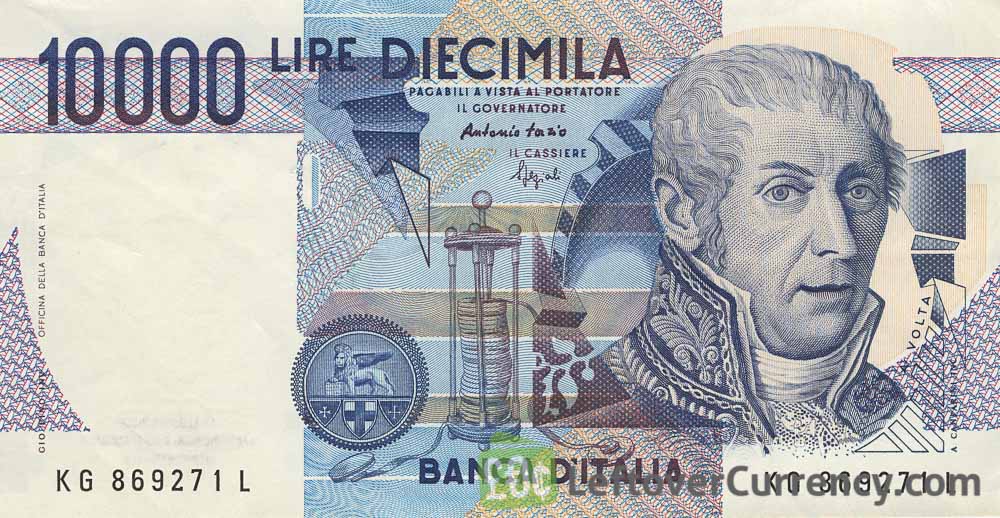 10000 LIRE DIECIMILA
PAGABILI A VISTA AL PORTATORE
IL GOVERNATORE
Antonio Fazio
IL CASSIERE
OFFICINA DELLA BANCA D'ITALIA
A. VOLTA
BANCA D'ITALIA
KG 869271 L
KG 869271 L
LeftoverCurrency.com